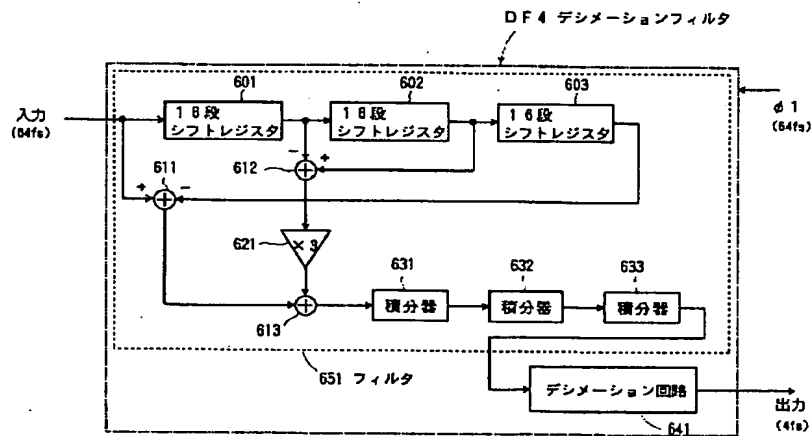 DF4 デシメーションフィルタ
601
602
603
入力
(64fs)
16段
シフトレジスタ
16段
シフトレジスタ
16段
シフトレジスタ
φ1
(64fs)
611
+
−
612
−
+
621
×3
613
631
積分器
632
積分器
633
積分器
651 フィルタ
デシメーション回路
641
出力
(4fs)